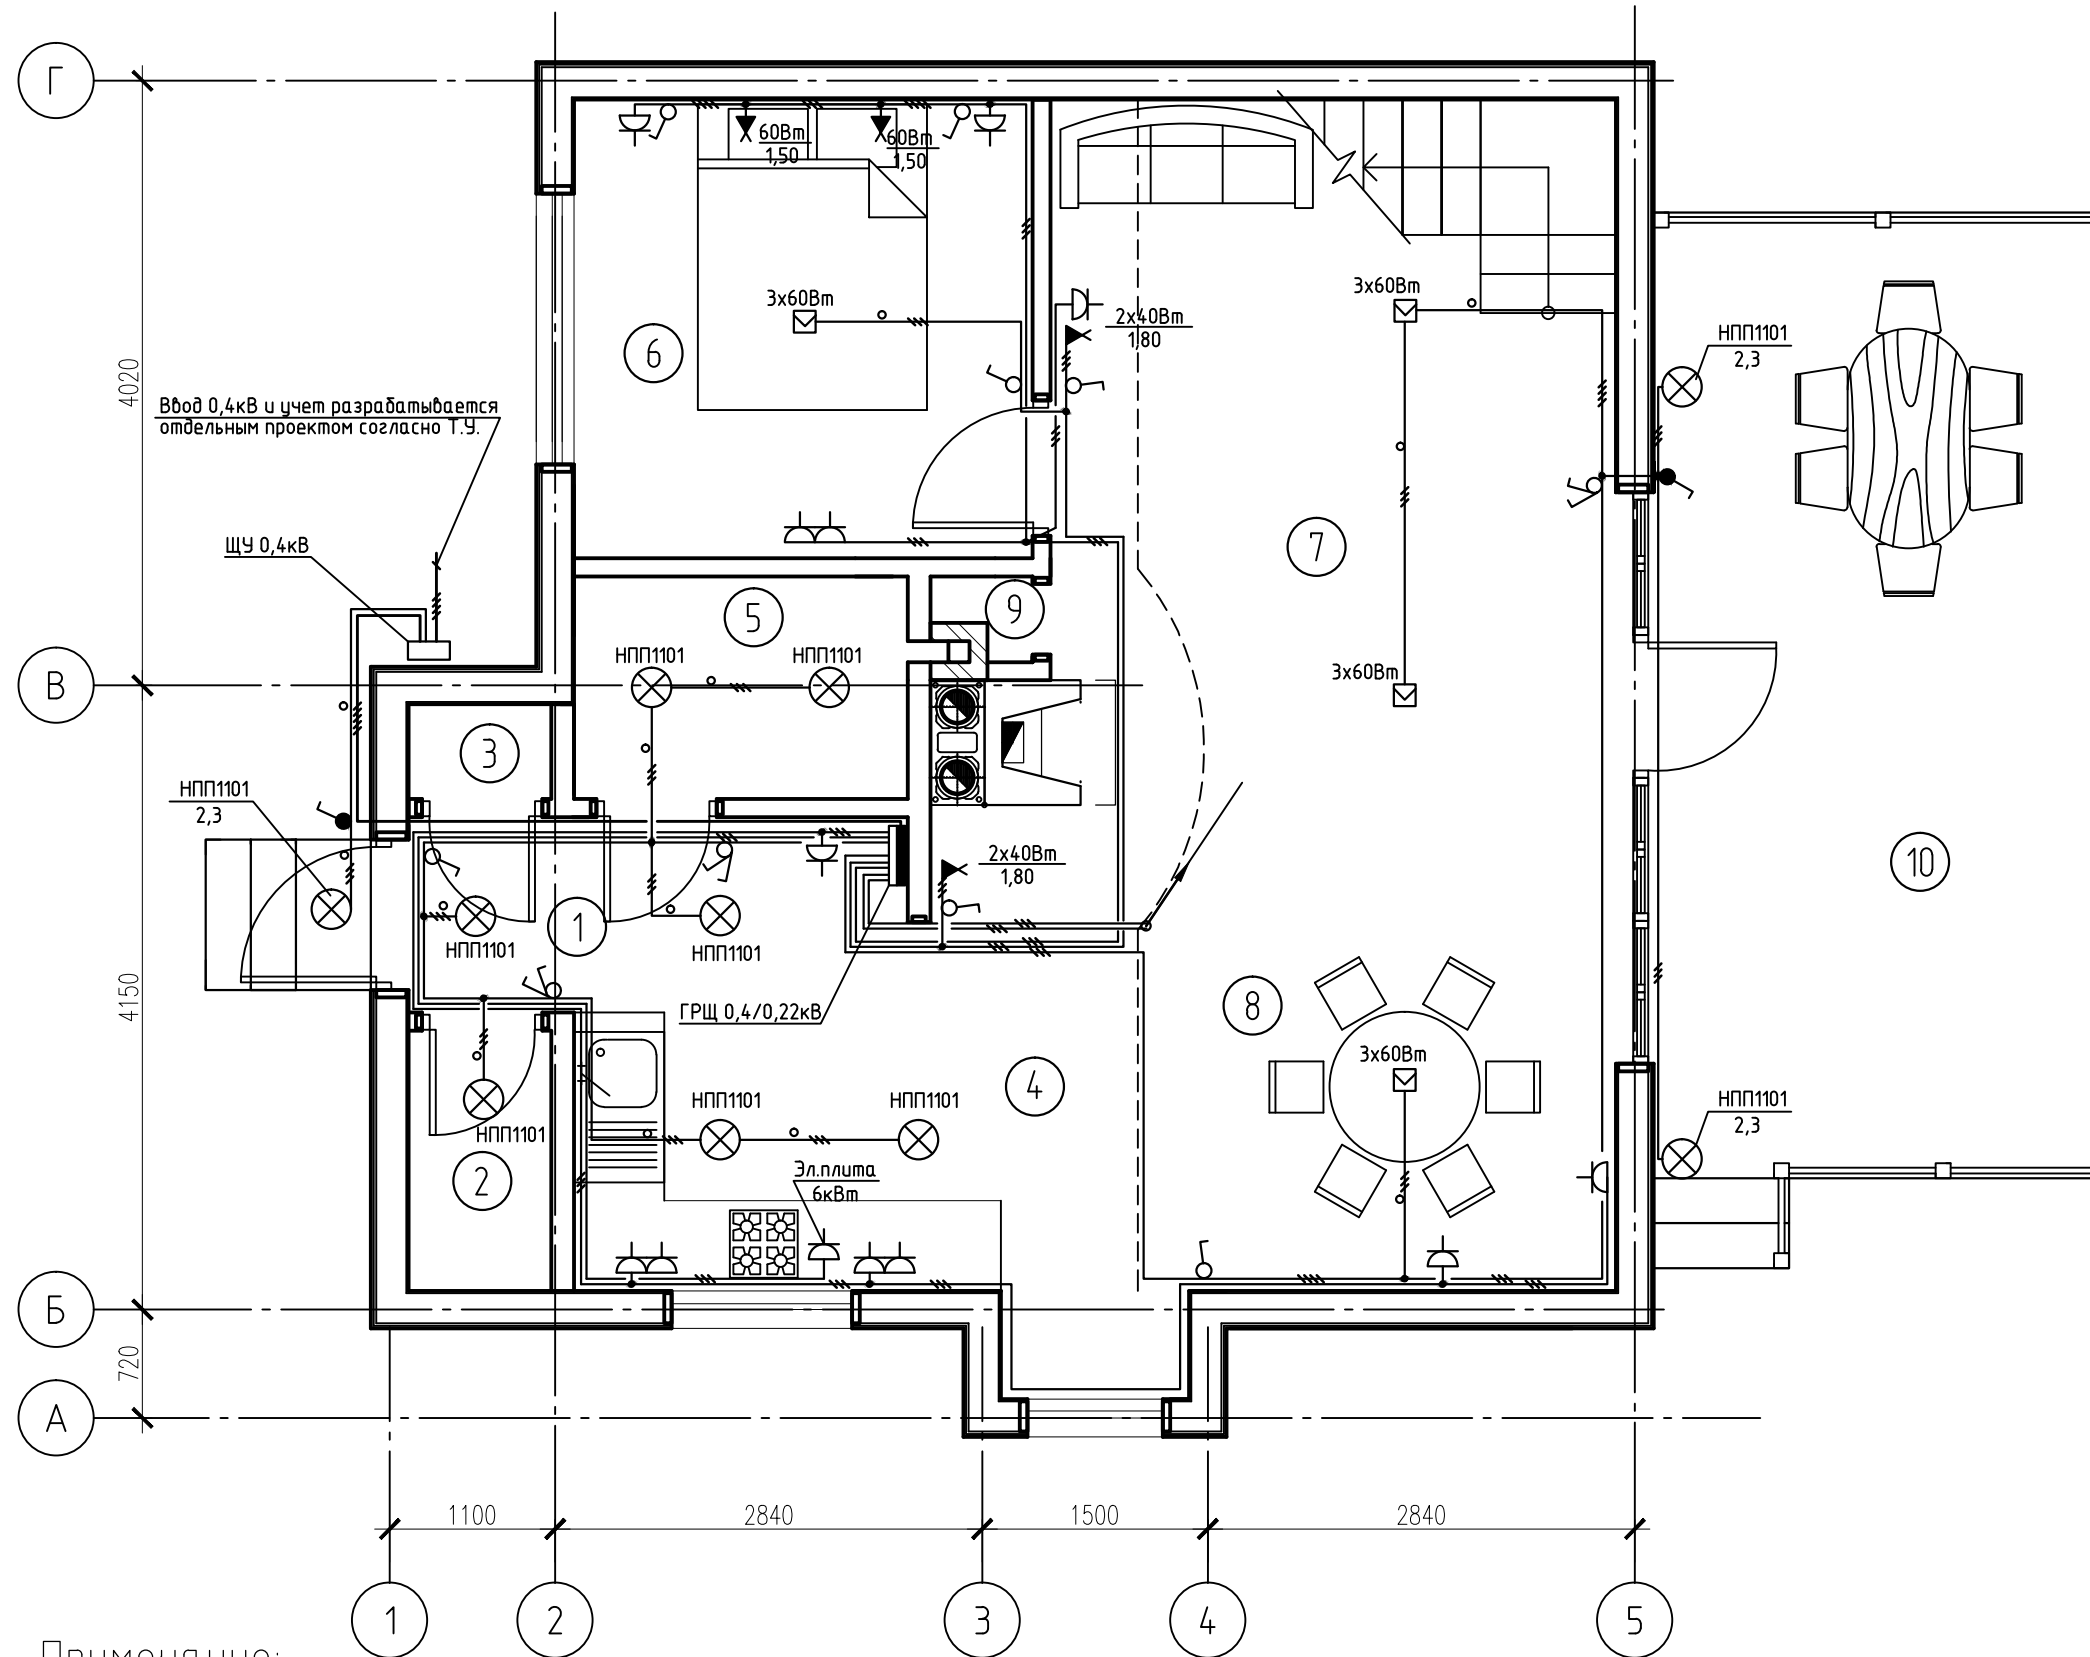 Г
60Вт
1,50
60Вт
1,50
3х60Вт
3х60Вт
2х40Вт
1,80
НПП1101
2,3
6
4020
Ввод 0,4кВ и учет разрабатывается
отдельным проектом согласно Т.У.
ЩУ 0,4кВ
7
5
9
НПП1101
НПП1101
3х60Вт
В
3
НПП1101
2,3
2х40Вт
1,80
10
1
НПП1101
НПП1101
4150
ГРЩ 0,4/0,22кВ
8
3х60Вт
4
НПП1101
НПП1101
НПП1101
2,3
НПП1101
2
Эл.плита
6кВт
Б
720
А
1100
2840
1500
2840
1
2
3
4
5